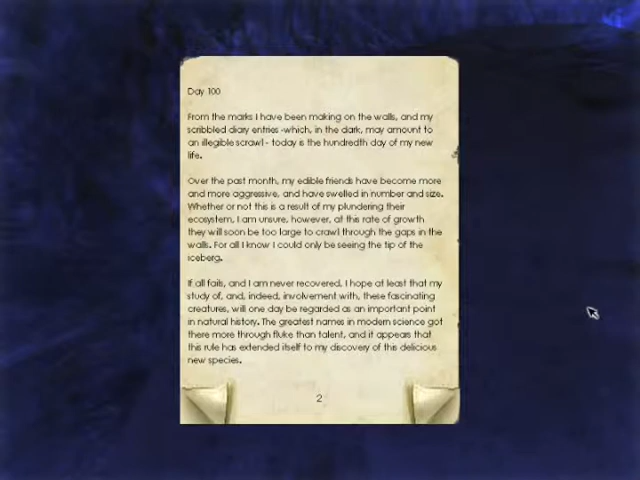 Day 100
From the marks I have been making on the walls, and my
scribbled diary entries -which, in the dark, may amount to
an illegible scrawl - today is the hundredth day of my new
life.
Over the past month, my edible friends have become more
and more aggressive, and have swelled in number and size.
Whether or not this is a result of my plundering their
ecosystem, I am unsure, however, at this rate of growth
they will soon be too large to crawl through the gaps in the
walls. For all I know I could only be seeing the tip of the
iceberg.
If all fails, and I am never recovered, I hope at least that my
study of, and, indeed, involvement with, these fascinating
creatures, will one day be regarded as an important point
in natural history. The greatest names in modern science got
there more through fluke than talent, and it appears that
this rule has extended itself to my discovery of this delicious
new species.
2